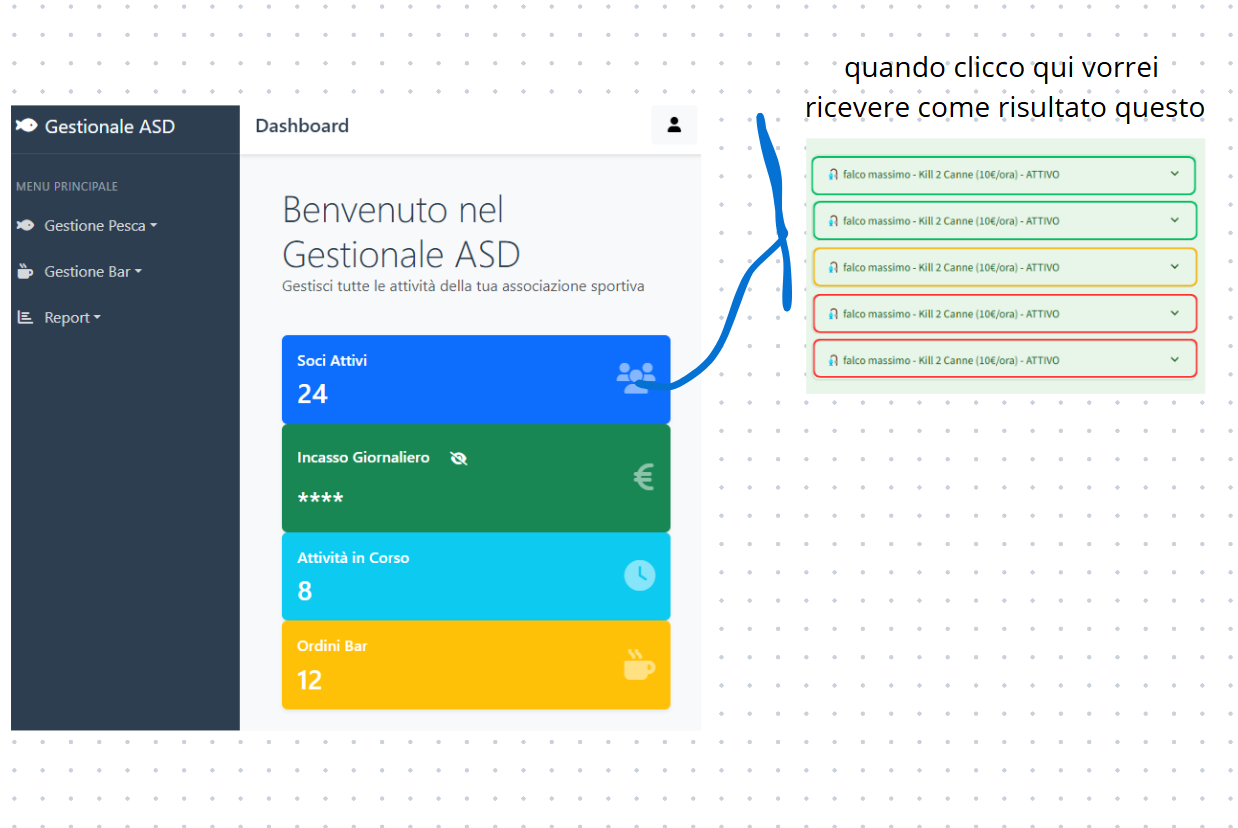 quando clicco qui vorrei
ricevere come risultato questo
Gestionale ASD
Dashboard
MENU PRINCIPALE
Gestione Pesca
Gestione Bar
Report
Benvenuto nel
Gestionale ASD
Gestisci tutte le attività della tua associazione sportiva
Soci Attivi
24
Incasso Giornaliero
****
Attività in Corso
8
Ordini Bar
12
falco massimo - Kill 2 Canne (10€/ora) - ATTIVO
falco massimo - Kill 2 Canne (10€/ora) - ATTIVO
falco massimo - Kill 2 Canne (10€/ora) - ATTIVO
falco massimo - Kill 2 Canne (10€/ora) - ATTIVO
falco massimo - Kill 2 Canne (10€/ora) - ATTIVO